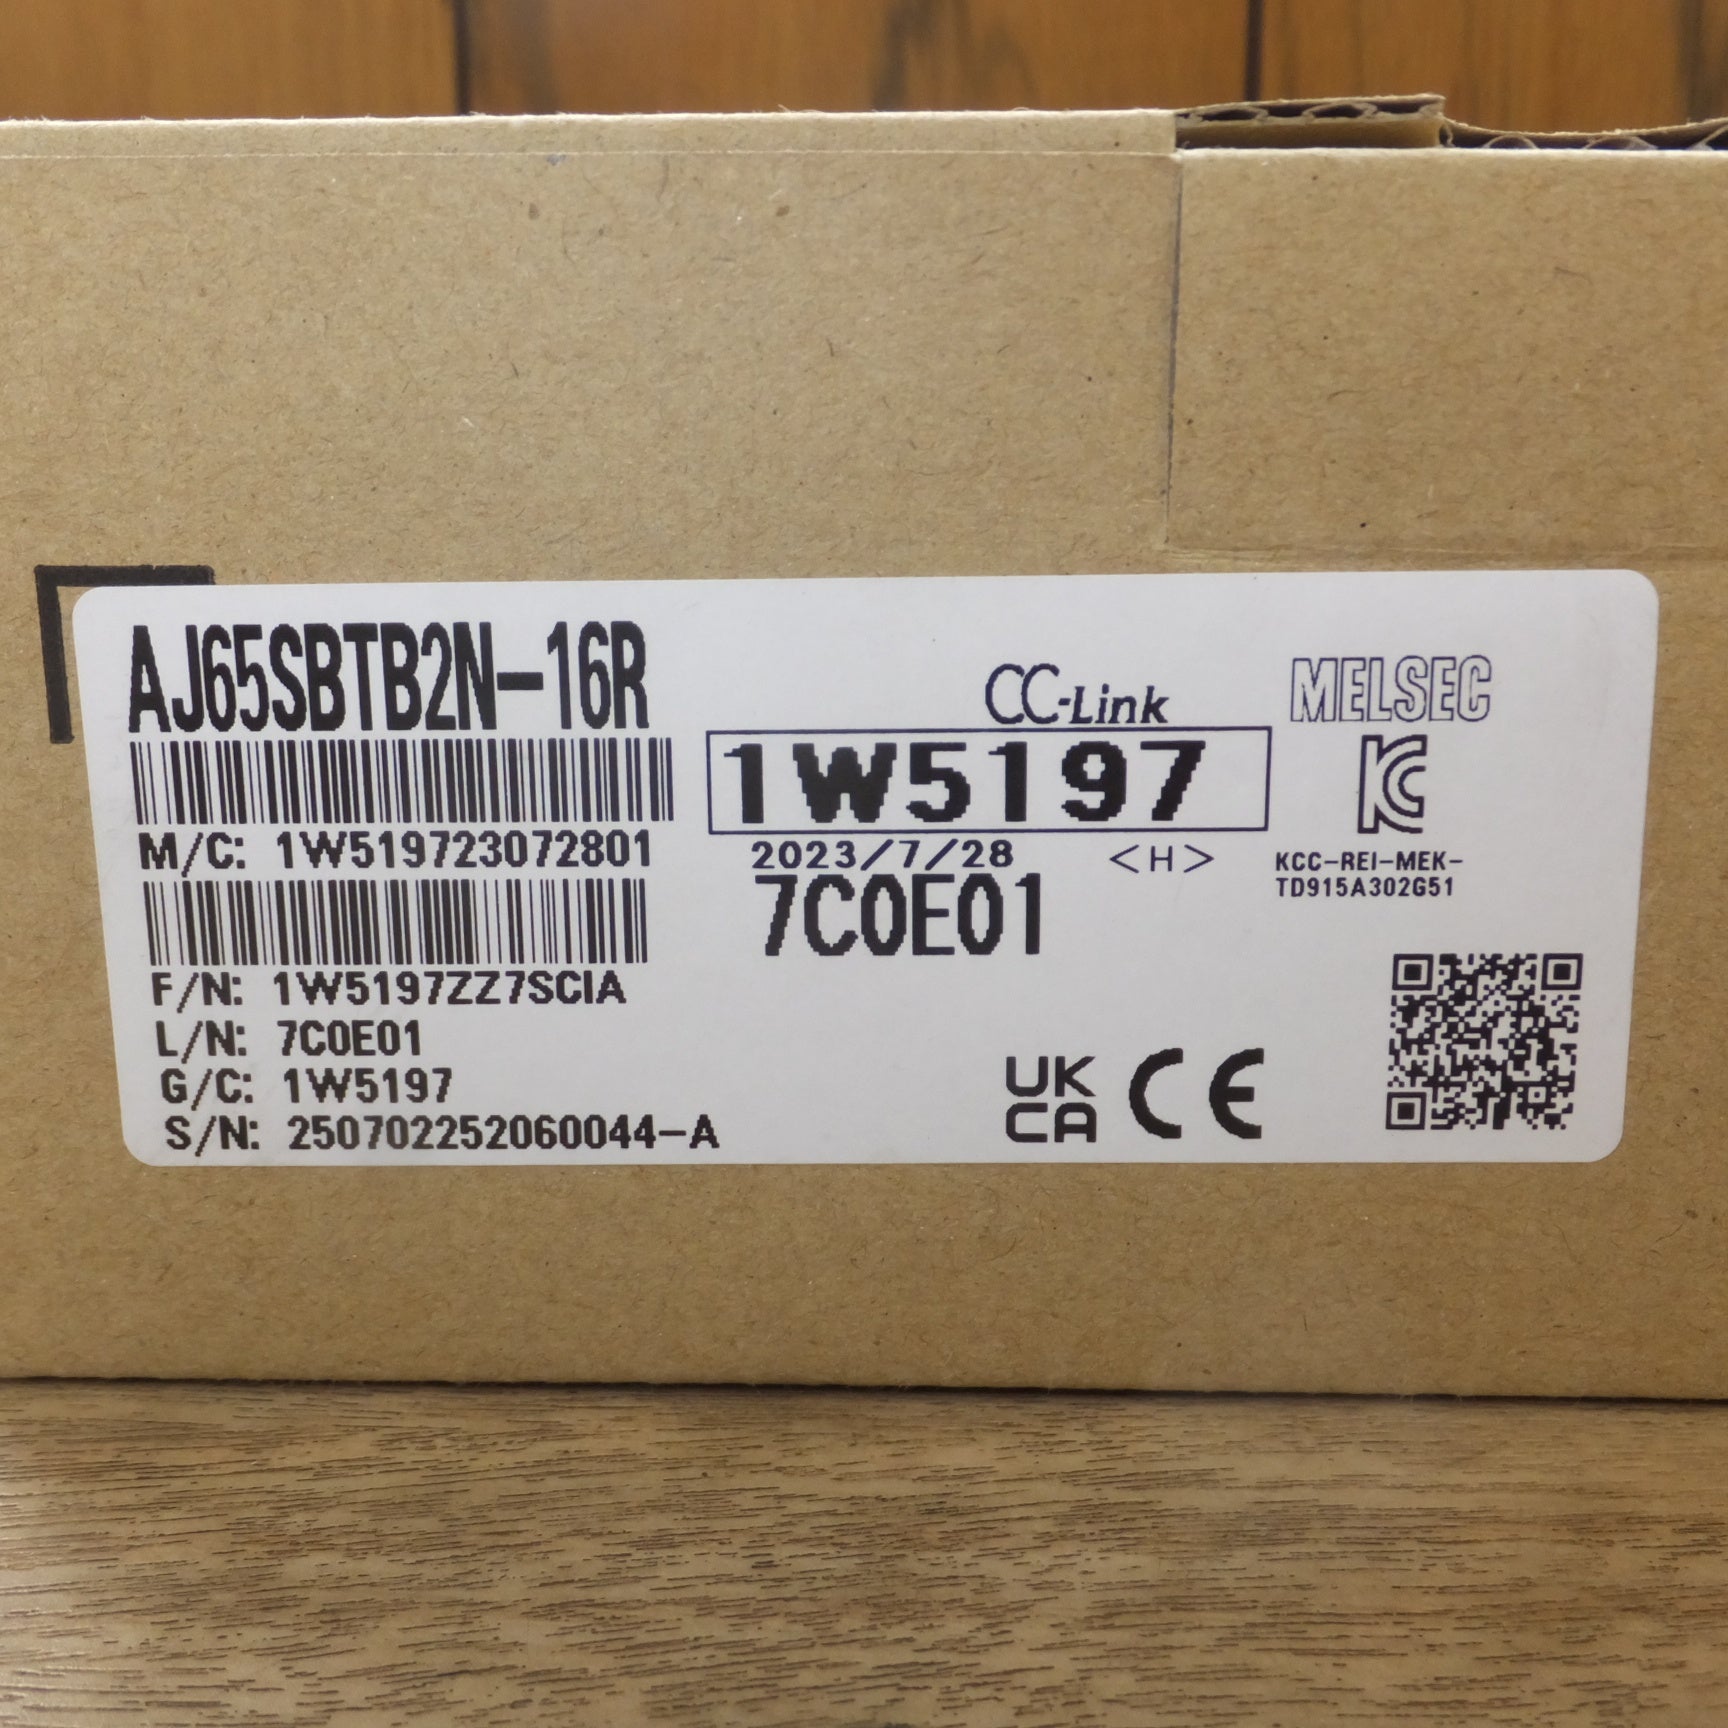 AJ65SBTB2N-16R
M/C: 1W519723072801
F/N: 1W5197ZZ7SCIA
L/N: 7C0E01
G/C: 1W5197
S/N: 250702252060044-A
CC-Link
1W5197
2023/7/28 <H>
7C0E01
MELSEC
KCC-REI-MEK-
TD915A302G51
UK
CA CE